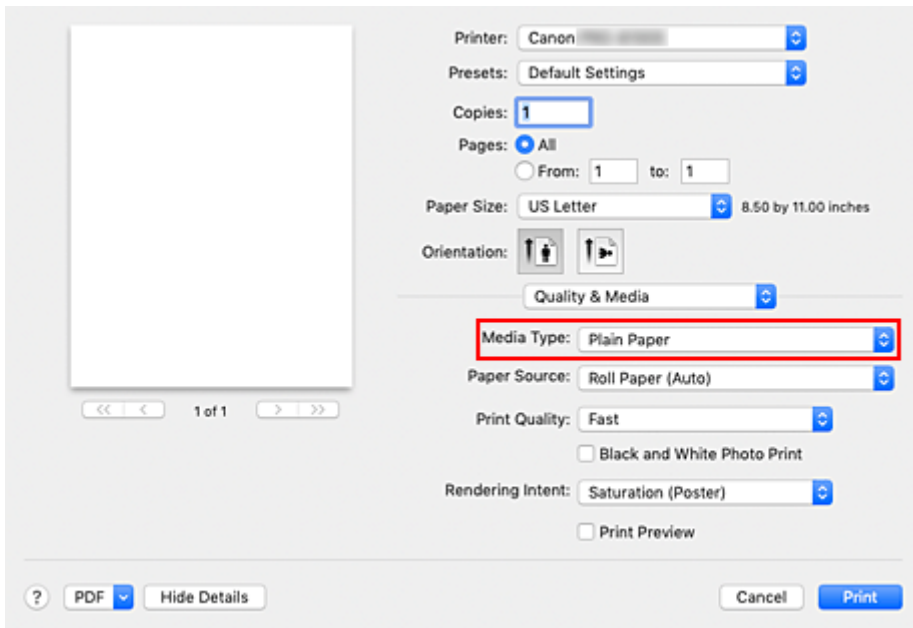 Printer: Canon
Presets: Default Settings
Copies: 1
Pages: All
From: 1 to: 1
Paper Size: US Letter 8.50 by 11.00 inches
Orientation:
Quality & Media
Media Type: Plain Paper
Paper Source: Roll Paper (Auto)
<< < 1 of 1 > >>
Print Quality: Fast
Black and White Photo Print
Rendering Intent: Saturation (Poster)
Print Preview
? PDF Hide Details Cancel Print